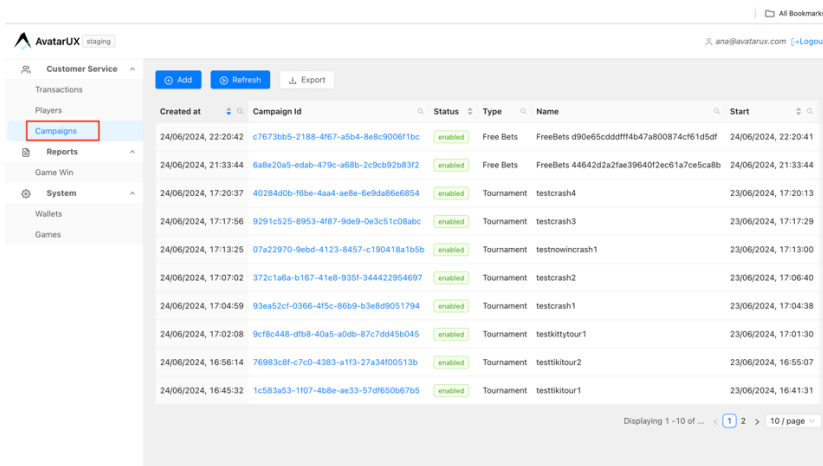 All Bookmarks
AvatarUX staging
ana@avatarux.com Logou
Customer Service
Transactions
Players
Campaigns
Reports
Game Win
System
Wallets
Games
Add Refresh Export
Created at Campaign Id Status Type Name Start
24/06/2024, 22:20:42 c7673bb5-2188-4f67-a5b4-8e8c9006f1bc enabled Free Bets FreeBets d90e65cdddfff4b47a800874cf61d5df 24/06/2024, 22:20:41
24/06/2024, 21:33:44 6a8e20a5-edab-479c-a68b-2c9cb92b83f2 enabled Free Bets FreeBets 44642d2a2fae39640f2ec61a7ce5ca8b 24/06/2024, 21:33:44
24/06/2024, 17:20:37 40284d0b-f6be-4aa4-ae8e-6e9da86e6854 enabled Tournament testcrash4 23/06/2024, 17:20:13
24/06/2024, 17:17:56 9291c525-8953-4f87-9de9-0e3c51c08abc enabled Tournament testcrash3 23/06/2024, 17:17:29
24/06/2024, 17:13:25 07a22970-9ebd-4123-8457-c190418a1b5b enabled Tournament testnowincrash1 23/06/2024, 17:13:00
24/06/2024, 17:07:02 372c1a6a-b167-41e8-935f-344422954697 enabled Tournament testcrash2 23/06/2024, 17:06:40
24/06/2024, 17:04:59 93ea52cf-0366-4f5c-86b9-b3e8d9051794 enabled Tournament testcrash1 23/06/2024, 17:04:38
24/06/2024, 17:02:08 9cf8c448-dfb8-40a5-a0db-87c7dd45b045 enabled Tournament testkittytour1 23/06/2024, 17:01:30
24/06/2024, 16:56:14 76983c8f-c7c0-4383-a1f3-27a34f00513b enabled Tournament testtikitour2 23/06/2024, 16:55:07
24/06/2024, 16:45:32 1c583a53-1f07-4b8e-ae33-57df650b67b5 enabled Tournament testtikitour1 23/06/2024, 16:41:31
Displaying 1 -10 of ... < 1 2 > 10 / page